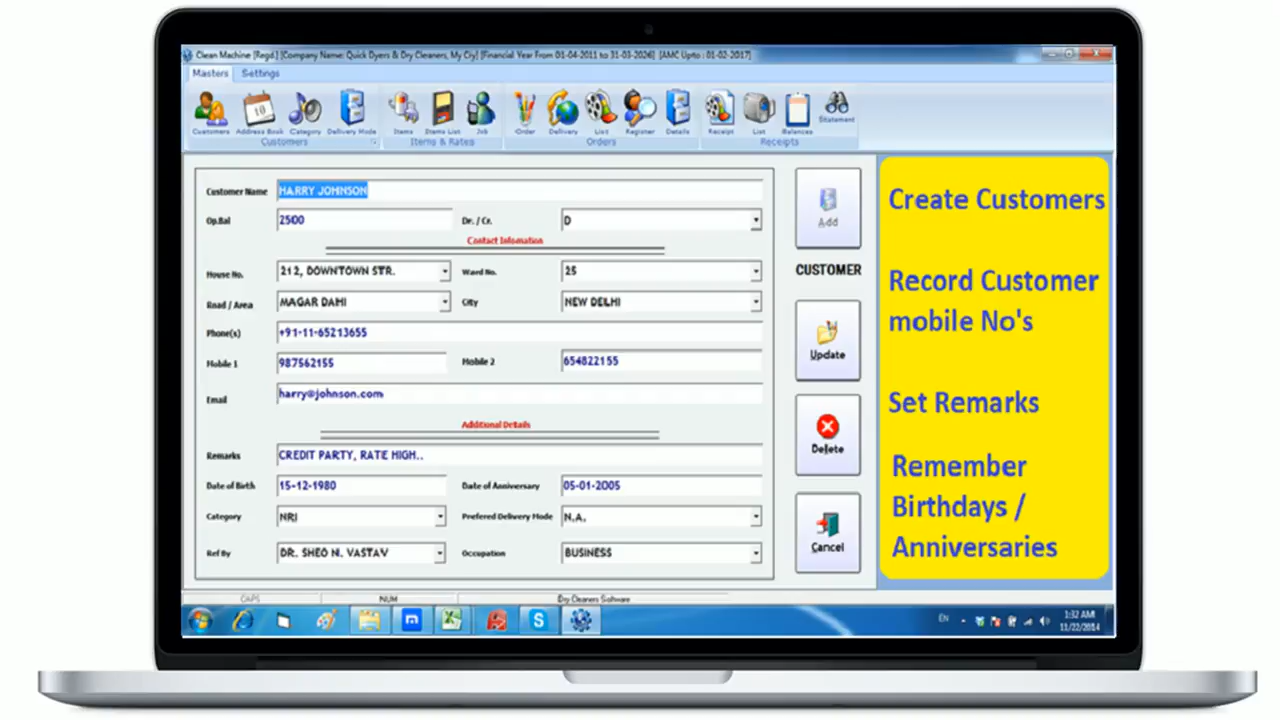 Clean Machine [Regd.] [Company Name: Quick Dyers & Dry Cleaners, My Ciy] [Financial Year From 01-04-2011 to 31-03-2026] [AMC Upto : 01-02-2017]
Masters Settings
Customers Address Book Category Delivery Mode Items Items List Job Order Delivery List Register Details Receipt List Balances Statement
Customers Items & Rates Orders Receipts
Customer Name HARRY JOHNSON
Op.Bal 2500 Dr. / Cr. D
Contact Infomation
House No. 212, DOWNTOWN STR. Ward No. 25
Road / Area MAGAR DAHI City NEW DELHI
Phone(s) +91-11-65213655
Mobile 1 987562155 Mobile 2 654822155
Email harry@johnson.com
Additional Details
Remarks CREDIT PARTY, RATE HIGH..
Date of Birth 15-12-1980 Date of Anniversary 05-01-2005
Category NRI Prefered Delivery Mode N.A.
Ref By DR. SHEO N. VASTAV Occupation BUSINESS
Add
CUSTOMER
Update
Delete
Cancel
Create Customers
Record Customer
mobile No's
Set Remarks
Remember
Birthdays /
Anniversaries
CAPS NUM Dry Cleaners Software
EN 1:32 AM
11/22/2014